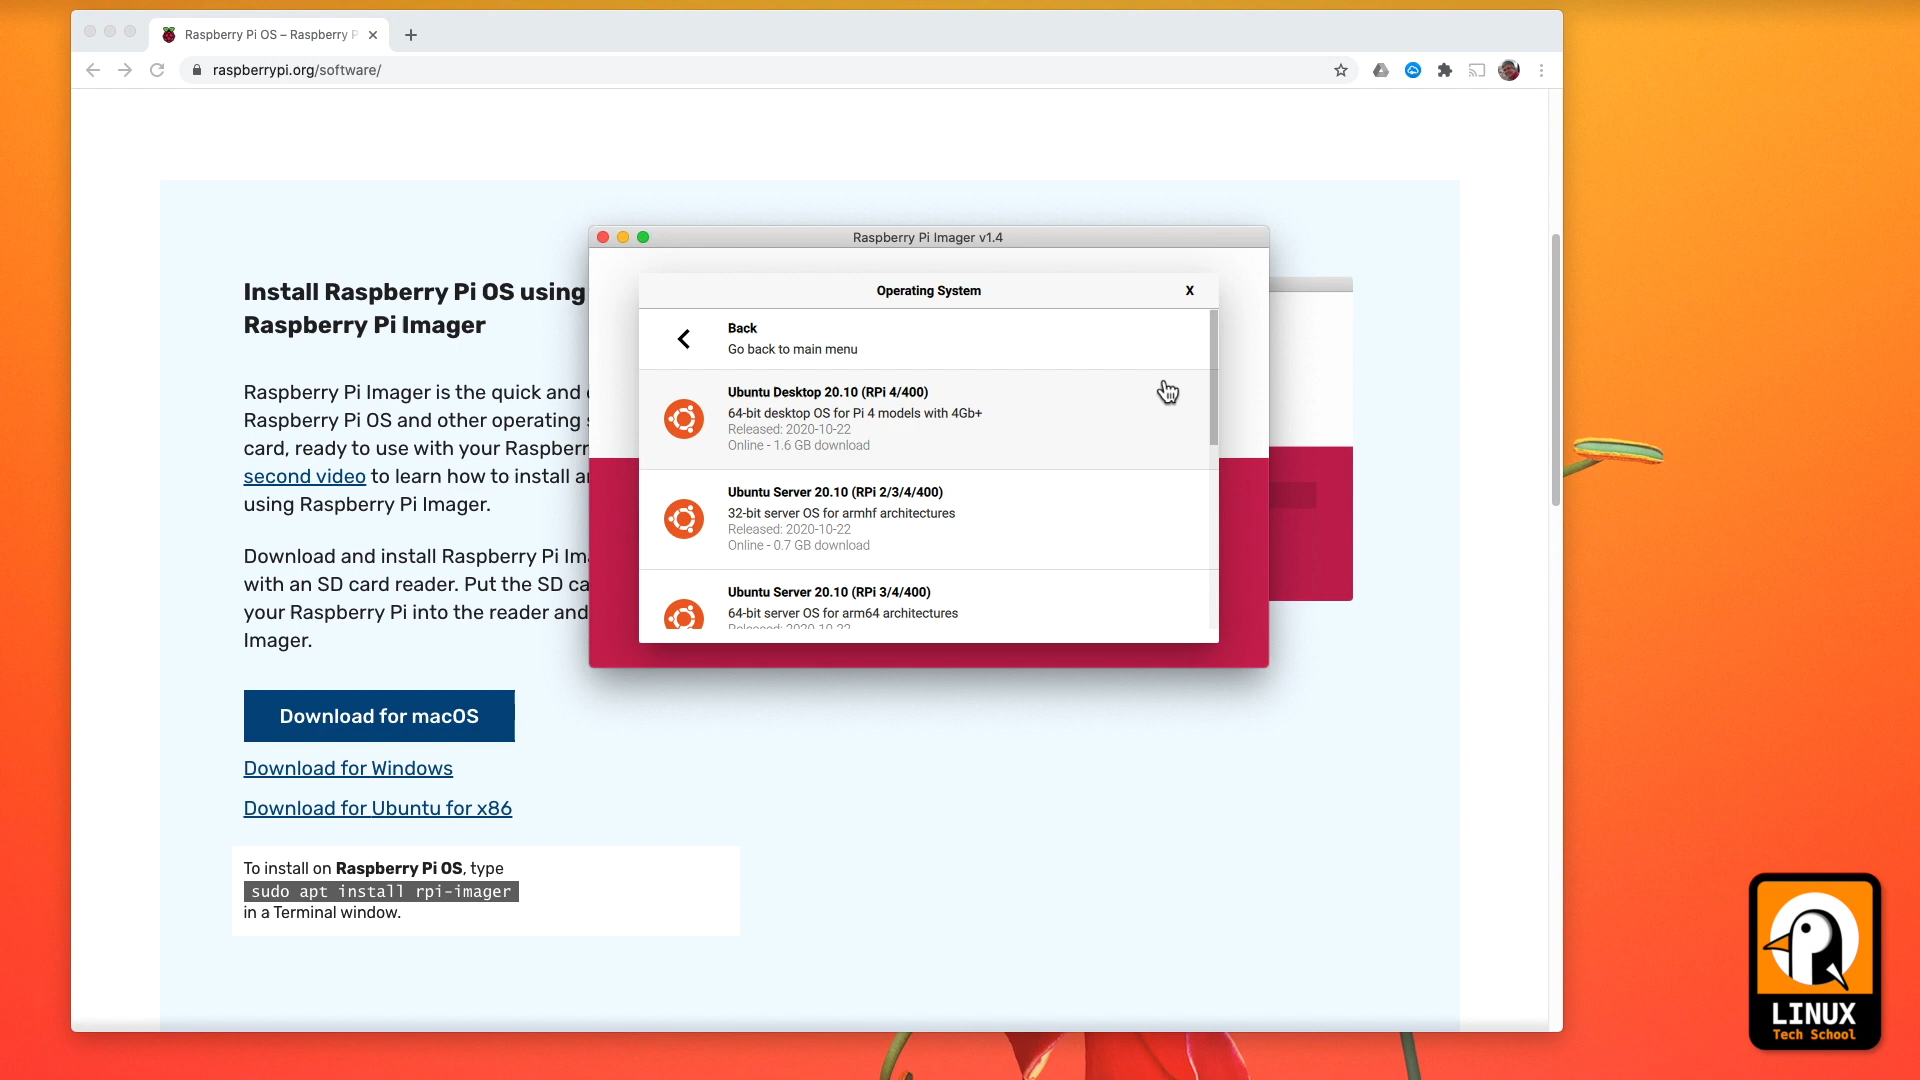 Raspberry Pi OS – Raspberry P
raspberrypi.org/software/
Install Raspberry Pi OS using
Raspberry Pi Imager
Raspberry Pi Imager is the quick and
Raspberry Pi OS and other operating
card, ready to use with your Raspberr
second video to learn how to install a
using Raspberry Pi Imager.
Download and install Raspberry Pi Im
with an SD card reader. Put the SD ca
your Raspberry Pi into the reader and
Imager.
Download for macOS
Download for Windows
Download for Ubuntu for x86
To install on Raspberry Pi OS, type
sudo apt install rpi-imager
in a Terminal window.
Raspberry Pi Imager v1.4
Operating System
X
Back
Go back to main menu
Ubuntu Desktop 20.10 (RPi 4/400)
64-bit desktop OS for Pi 4 models with 4Gb+
Released: 2020-10-22
Online - 1.6 GB download
Ubuntu Server 20.10 (RPi 2/3/4/400)
32-bit server OS for armhf architectures
Released: 2020-10-22
Online - 0.7 GB download
Ubuntu Server 20.10 (RPi 3/4/400)
64-bit server OS for arm64 architectures
Released: 2020-10-22
LINUX
Tech School